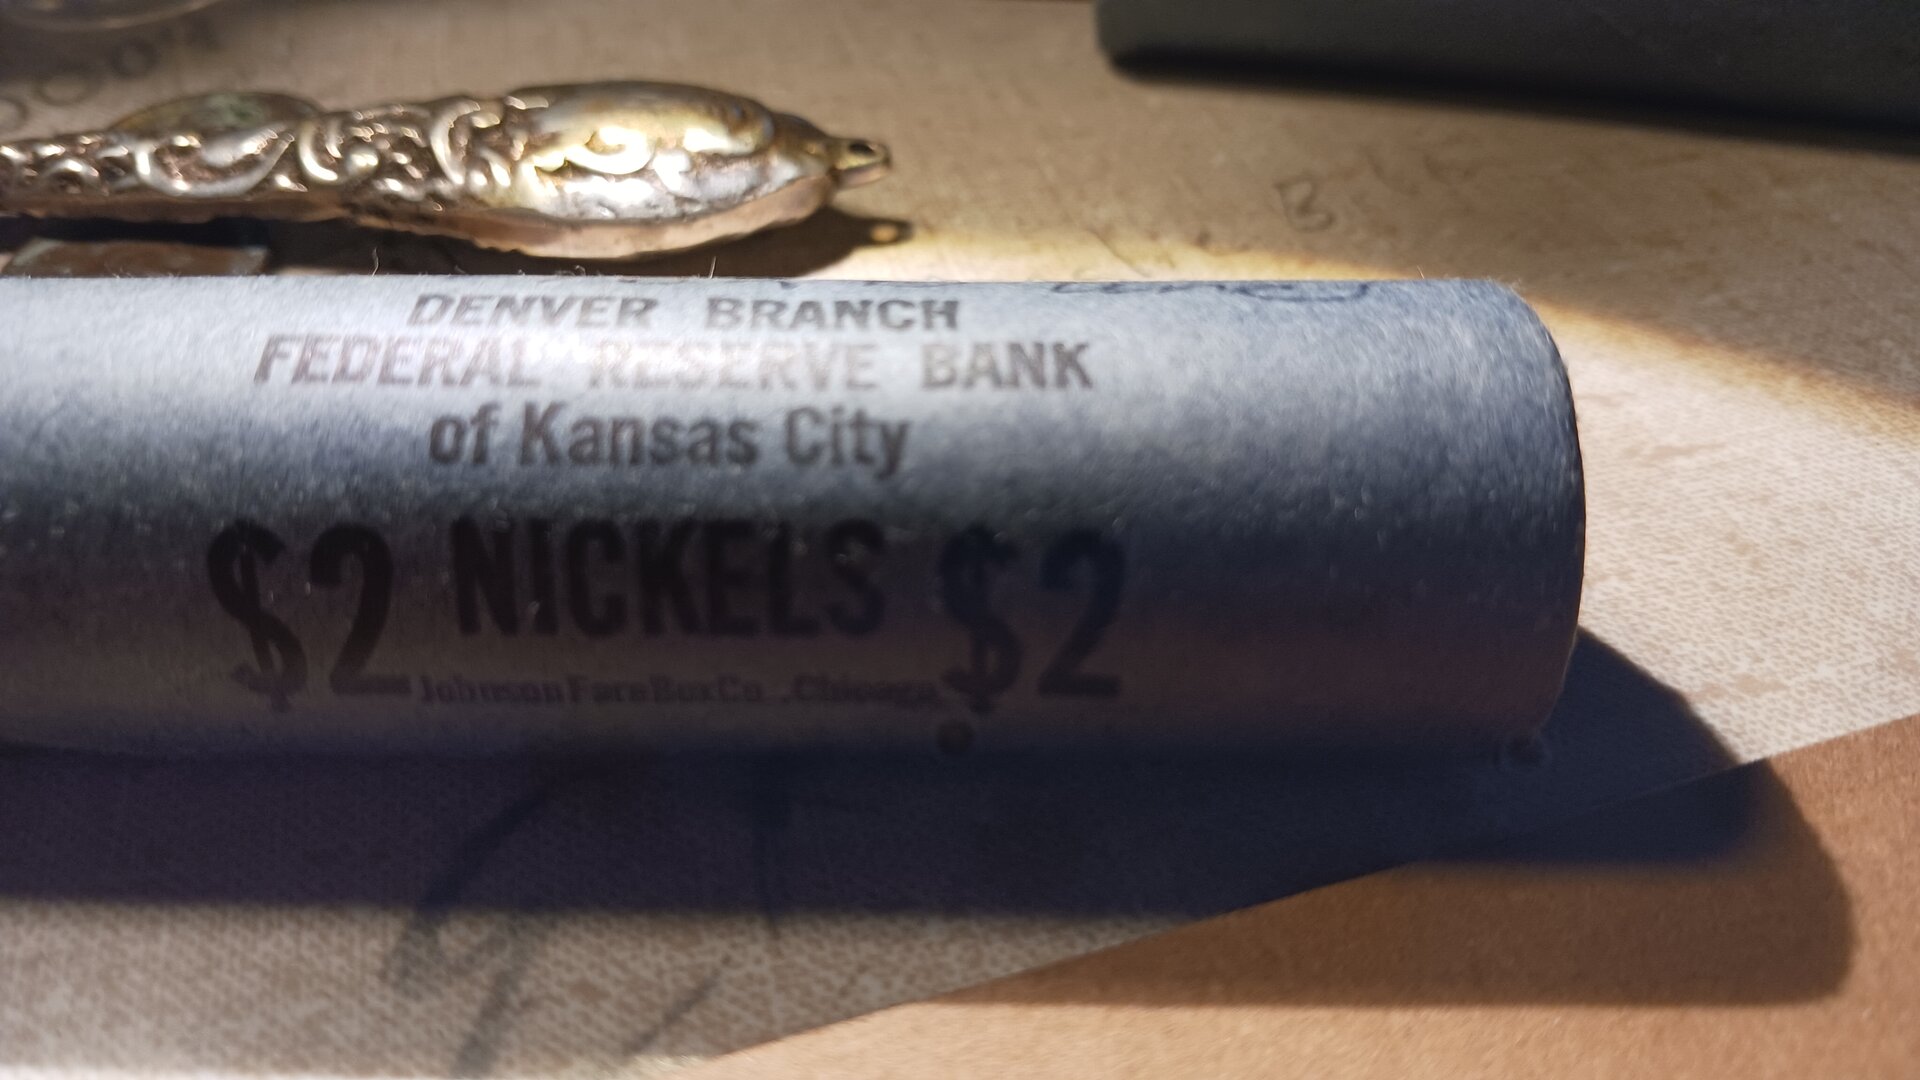 DENVER BRANCH
FEDERAL RESERVE BANK
of Kansas City
$2 NICKELS $2
Johnson Fare Box Co., Chicago